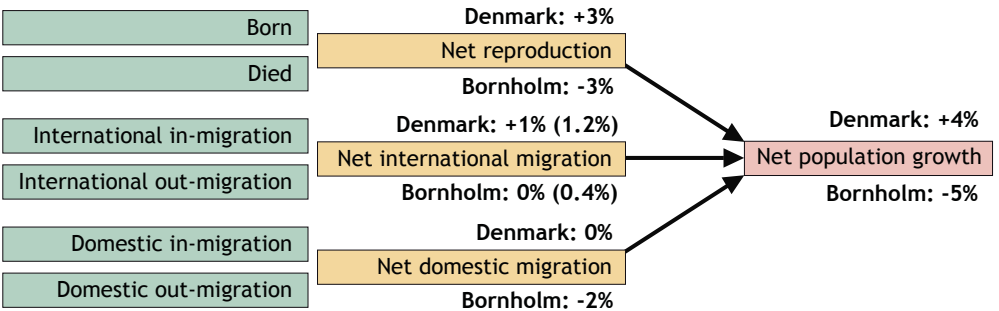 Born
Died
Denmark: +3%
Net reproduction
Bornholm: -3%
International in-migration
International out-migration
Denmark: +1% (1.2%)
Net international migration
Bornholm: 0% (0.4%)
Domestic in-migration
Domestic out-migration
Denmark: 0%
Net domestic migration
Bornholm: -2%
Denmark: +4%
Net population growth
Bornholm: -5%